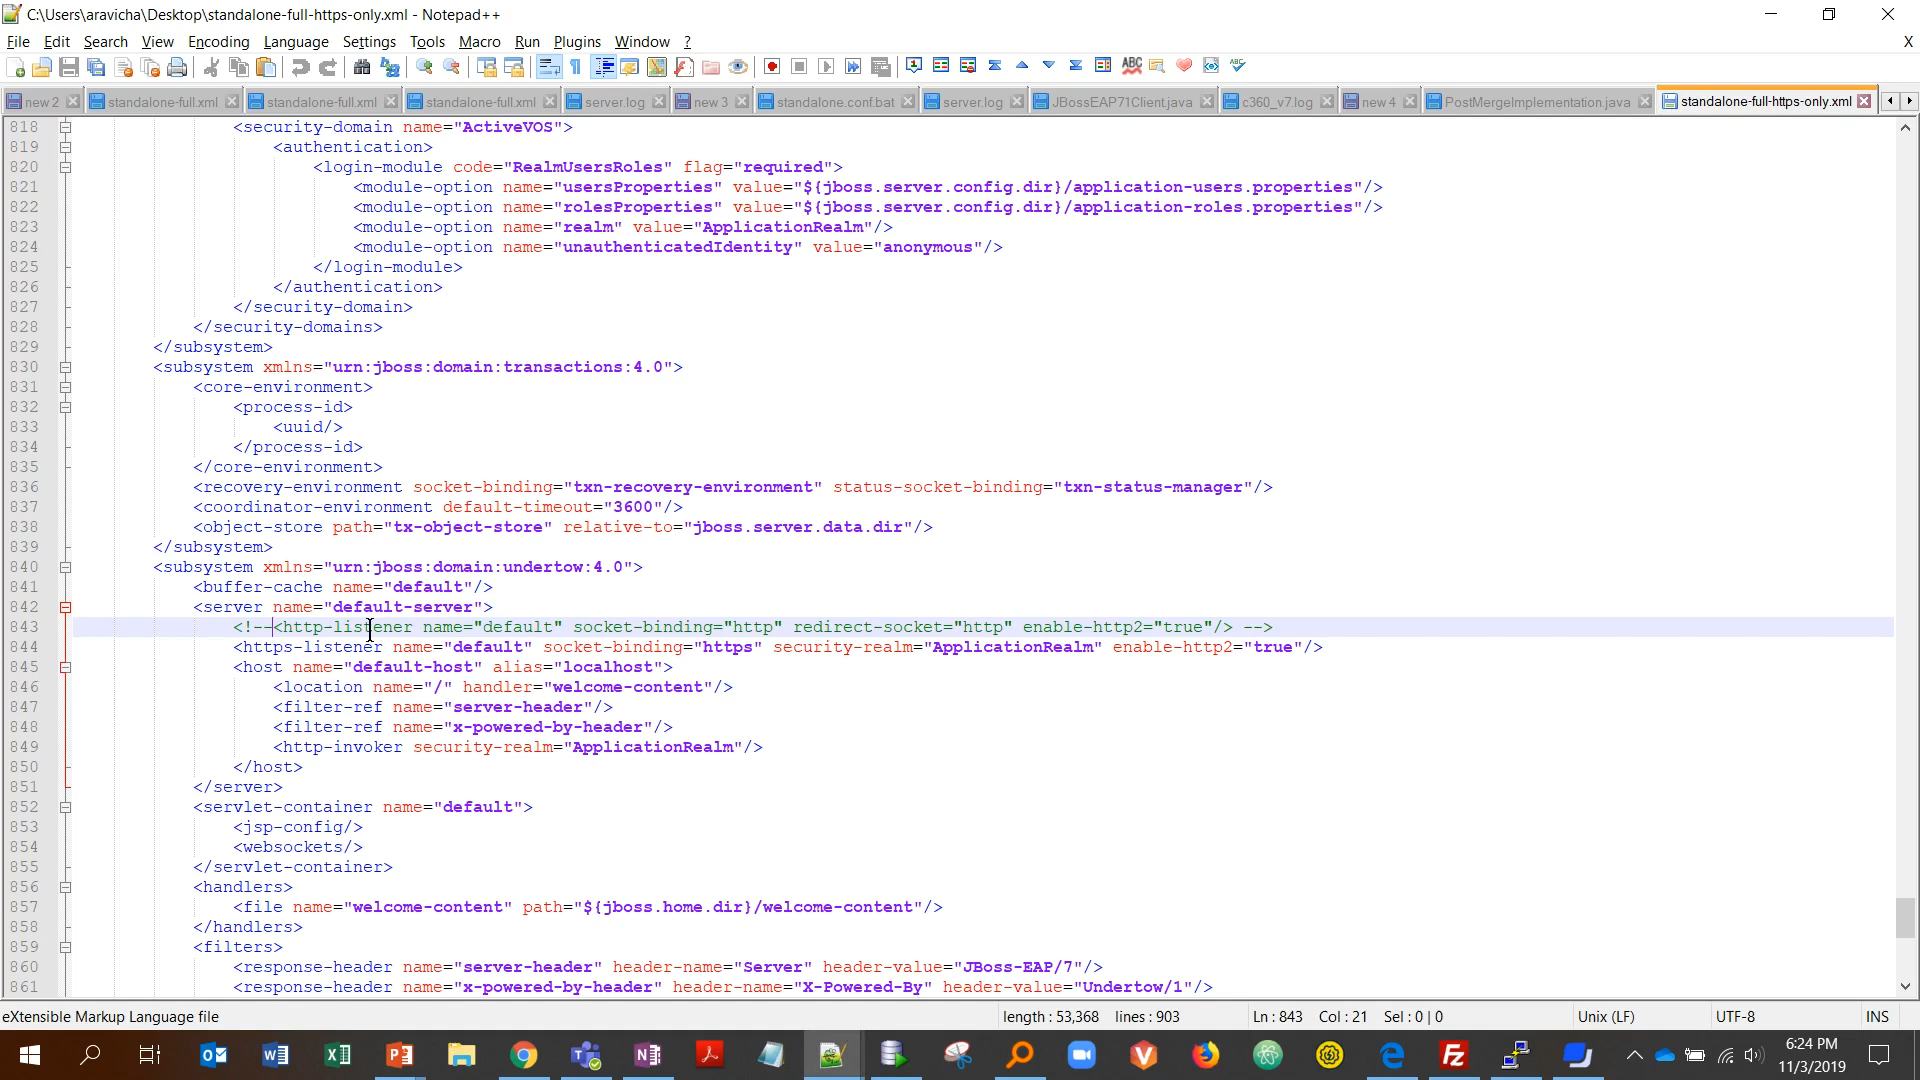 C:\Users\aravicha\Desktop\standalone-full-https-only.xml - Notepad++
File Edit Search View Encoding Language Settings Tools Macro Run Plugins Window ? X
new 2 standalone-full.xml standalone-full.xml standalone-full.xml server.log new 3 standalone.conf.bat server.log JBossEAP71Client.java c360_v7.log new 4 PostMergeImplementation.java standalone-full-https-only.xml
818 <security-domain name="ActiveVOS">
819 <authentication>
820 <login-module code="RealmUsersRoles" flag="required">
821 <module-option name="usersProperties" value="${jboss.server.config.dir}/application-users.properties"/>
822 <module-option name="rolesProperties" value="${jboss.server.config.dir}/application-roles.properties"/>
823 <module-option name="realm" value="ApplicationRealm"/>
824 <module-option name="unauthenticatedIdentity" value="anonymous"/>
825 </login-module>
826 </authentication>
827 </security-domain>
828 </security-domains>
829 </subsystem>
830 <subsystem xmlns="urn:jboss:domain:transactions:4.0">
831 <core-environment>
832 <process-id>
833 <uuid/>
834 </process-id>
835 </core-environment>
836 <recovery-environment socket-binding="txn-recovery-environment" status-socket-binding="txn-status-manager"/>
837 <coordinator-environment default-timeout="3600"/>
838 <object-store path="tx-object-store" relative-to="jboss.server.data.dir"/>
839 </subsystem>
840 <subsystem xmlns="urn:jboss:domain:undertow:4.0">
841 <buffer-cache name="default"/>
842 <server name="default-server">
843 <!--<http-listener name="default" socket-binding="http" redirect-socket="http" enable-http2="true"/> -->
844 <https-listener name="default" socket-binding="https" security-realm="ApplicationRealm" enable-http2="true"/>
845 <host name="default-host" alias="localhost">
846 <location name="/" handler="welcome-content"/>
847 <filter-ref name="server-header"/>
848 <filter-ref name="x-powered-by-header"/>
849 <http-invoker security-realm="ApplicationRealm"/>
850 </host>
851 </server>
852 <servlet-container name="default">
853 <jsp-config/>
854 <websockets/>
855 </servlet-container>
856 <handlers>
857 <file name="welcome-content" path="${jboss.home.dir}/welcome-content"/>
858 </handlers>
859 <filters>
860 <response-header name="server-header" header-name="Server" header-value="JBoss-EAP/7"/>
861 <response-header name="x-powered-by-header" header-name="X-Powered-By" header-value="Undertow/1"/>
eXtensible Markup Language file length : 53,368 lines : 903 Ln : 843 Col : 21 Sel : 0 | 0 Unix (LF) UTF-8 INS
6:24 PM
11/3/2019